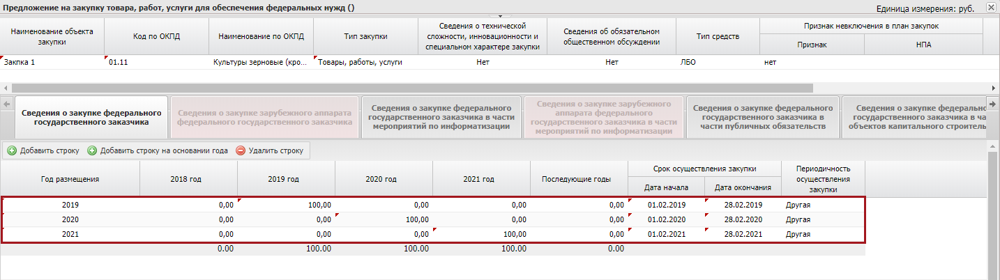 Предложение на закупку товара, работ, услуги для обеспечения федеральных нужд ()
Единица измерения: руб.
Наименование объекта закупки
Код по ОКПД
Наименование по ОКПД
Тип закупки
Сведения о технической сложности, инновационности и специальном характере закупки
Сведения об обязательном общественном обсуждении
Тип средств
Признак невключения в план закупок
Признак
НПА
Закпка 1 01.11 Культуры зерновые (кро... Товары, работы, услуги Нет Нет ЛБО нет
Сведения о закупке федерального
государственного заказчика
Сведения о закупке зарубежного аппарата
федерального государственного заказчика
Сведения о закупке федерального
государственного заказчика в части
мероприятий по информатизации
Сведения о закупке зарубежного
аппарата федерального
государственного заказчика в части
мероприятий по информатизации
Сведения о закупке федерального
государственного заказчика в
части публичных обязательств
Сведения о закупке федерально
государственного заказчика в ча
объектов капитального строитель
Добавить строку Добавить строку на основании года Удалить строку
Год размещения
2018 год
2019 год
2020 год
2021 год
Последующие годы
Срок осуществления закупки
Дата начала
Дата окончания
Периодичность
осуществления
закупки
2019 0,00 100,00 0,00 0,00 0,00 01.02.2019 28.02.2019 Другая
2020 0,00 0,00 100,00 0,00 0,00 01.02.2020 28.02.2020 Другая
2021 0,00 0,00 0,00 100,00 0,00 01.02.2021 28.02.2021 Другая
0.00 100.00 100.00 100.00 0.00